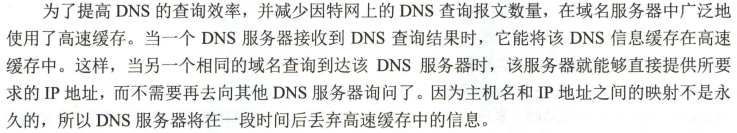 为了提高 DNS 的查询效率，并减少因特网上的 DNS 查询报文数量，在域名服务器中广泛地
使用了高速缓存。当一个 DNS 服务器接收到 DNS 查询结果时，它能将该 DNS 信息缓存在高速
缓存中。这样，当另一个相同的域名查询到达该 DNS 服务器时，该服务器就能够直接提供所要
求的 IP 地址，而不需要再去向其他 DNS 服务器询问了。因为主机名和 IP 地址之间的映射不是永
久的，所以 DNS 服务器将在一段时间后丢弃高速缓存中的信息。